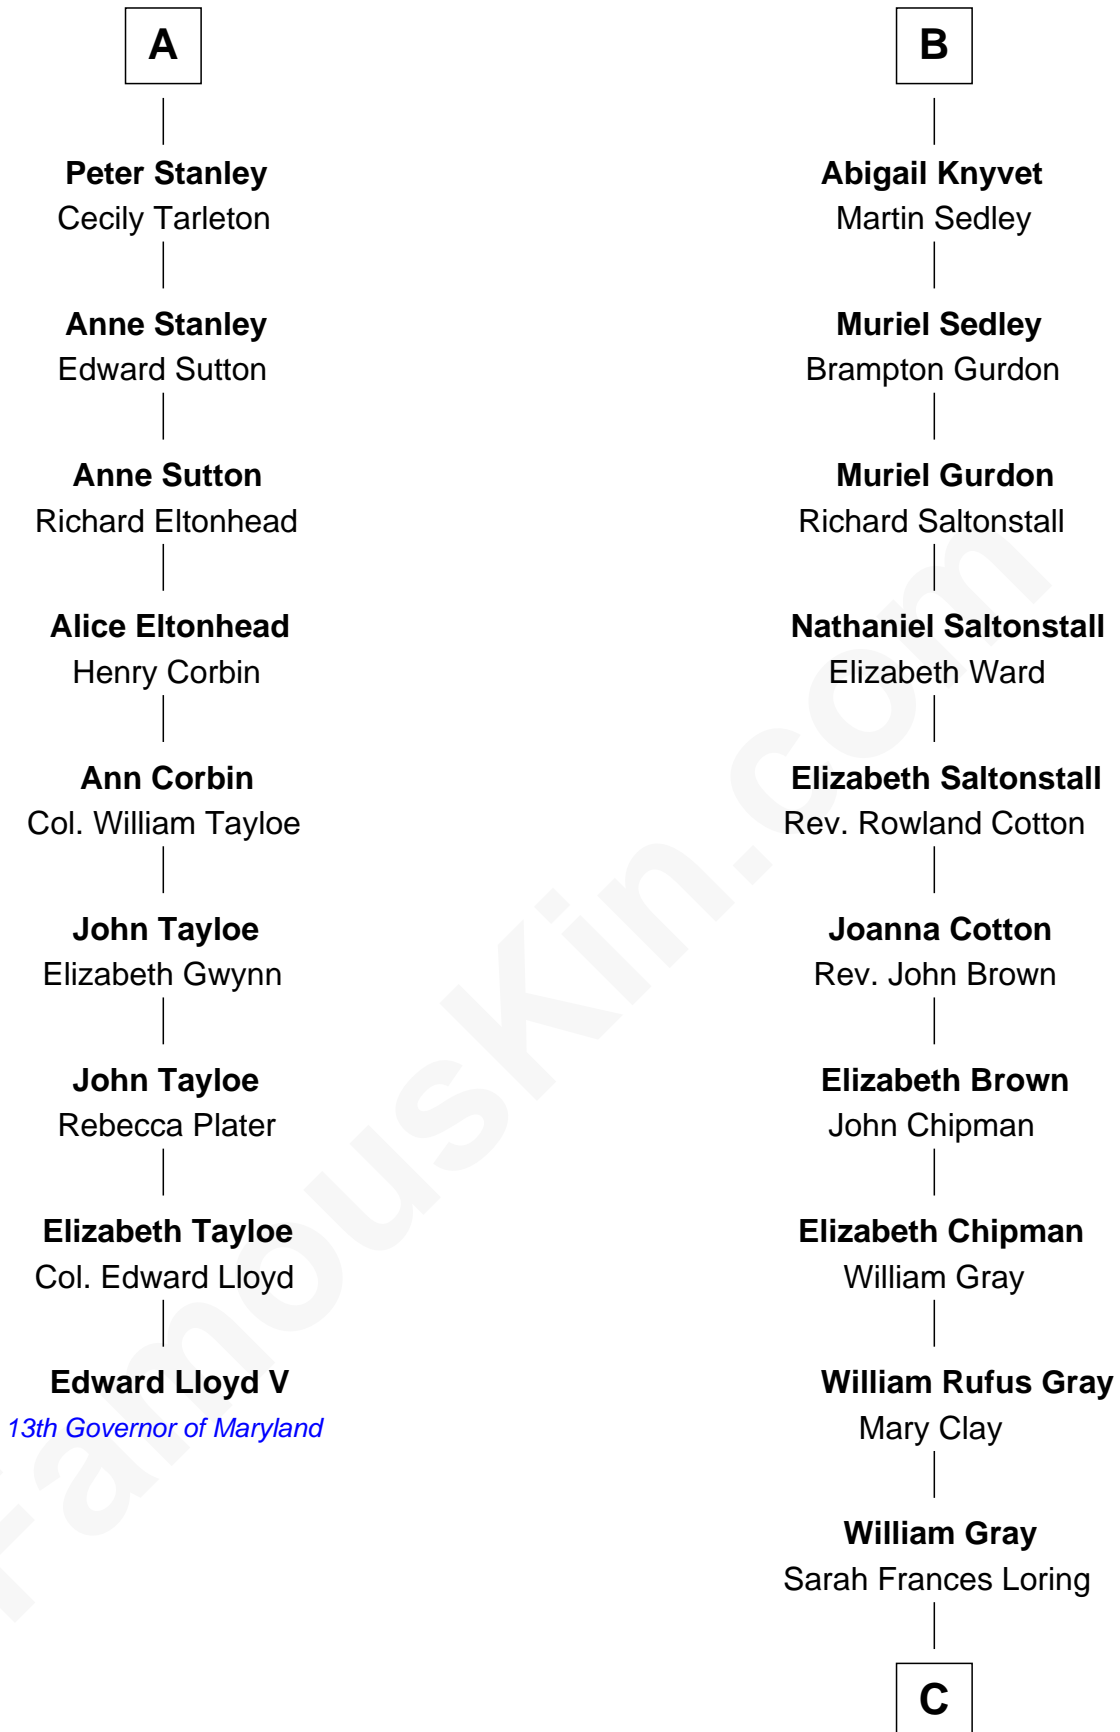 A
Peter Stanley
Cecily Tarleton
Anne Stanley
Edward Sutton
Anne Sutton
Richard Eltonhead
Alice Eltonhead
Henry Corbin
Ann Corbin
Col. William Tayloe
John Tayloe
Elizabeth Gwynn
John Tayloe
Rebecca Plater
Elizabeth Tayloe
Col. Edward Lloyd
Edward Lloyd V
13th Governor of Maryland
B
Abigail Knyvet
Martin Sedley
Muriel Sedley
Brampton Gurdon
Muriel Gurdon
Richard Saltonstall
Nathaniel Saltonstall
Elizabeth Ward
Elizabeth Saltonstall
Rev. Rowland Cotton
Joanna Cotton
Rev. John Brown
Elizabeth Brown
John Chipman
Elizabeth Chipman
William Gray
William Rufus Gray
Mary Clay
William Gray
Sarah Frances Loring
C
FamousKin.com